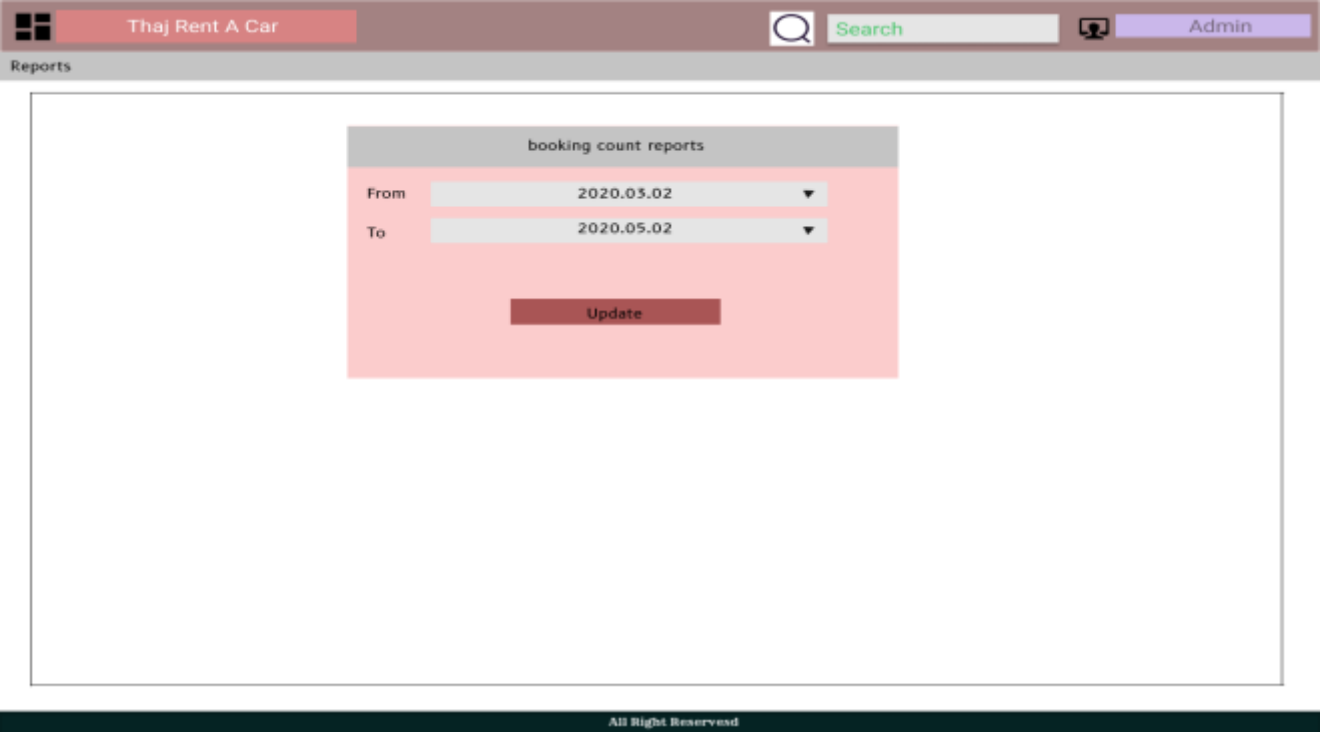 Thaj Rent A Car
Search
Admin
Reports
booking count reports
From 2020.03.02
To 2020.05.02
Update
All Right Reservesd